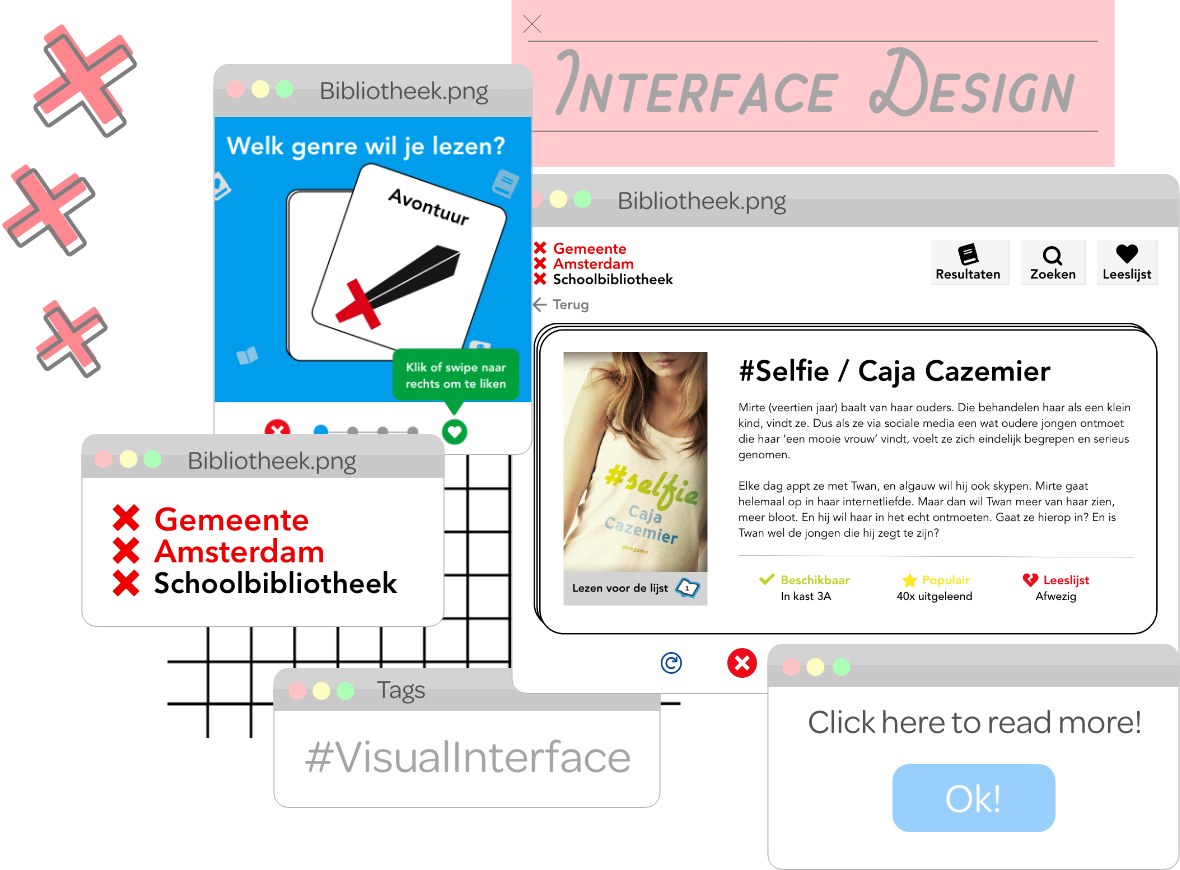 Interface Design
Bibliotheek.png
Welk genre wil je lezen?
Avontuur
Klik of swipe naar
rechts om te liken
Bibliotheek.png
Gemeente
Amsterdam
Schoolbibliotheek
Terug
Resultaten
Zoeken
Leeslijst
#selfie
Caja
Cazemier
Lezen voor de lijst
1
#Selfie / Caja Cazemier
Mirte (veertien jaar) baalt van haar ouders. Die behandelen haar als een klein
kind, vindt ze. Dus als ze via sociale media een wat oudere jongen ontmoet
die haar ‘een mooie vrouw’ vindt, voelt ze zich eindelijk begrepen en serieus
genomen.
Elke dag appt ze met Twan, en algauw wil hij ook skypen. Mirte gaat
helemaal op in haar internetliefde. Maar dan wil Twan meer van haar zien,
meer bloot. En hij wil haar in het echt ontmoeten. Gaat ze hierop in? En is
Twan wel de jongen die hij zegt te zijn?
Beschikbaar
In kast 3A
Populair
40x uitgeleend
Leeslijst
Afwezig
Bibliotheek.png
Gemeente
Amsterdam
Schoolbibliotheek
Tags
#VisualInterface
Click here to read more!
Ok!